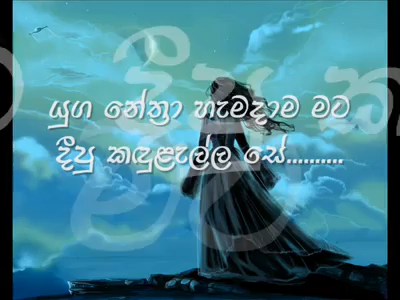 යුග නේත්‍රා හැමදාම මට
දීපු කඳුළැල්ල සේ..........